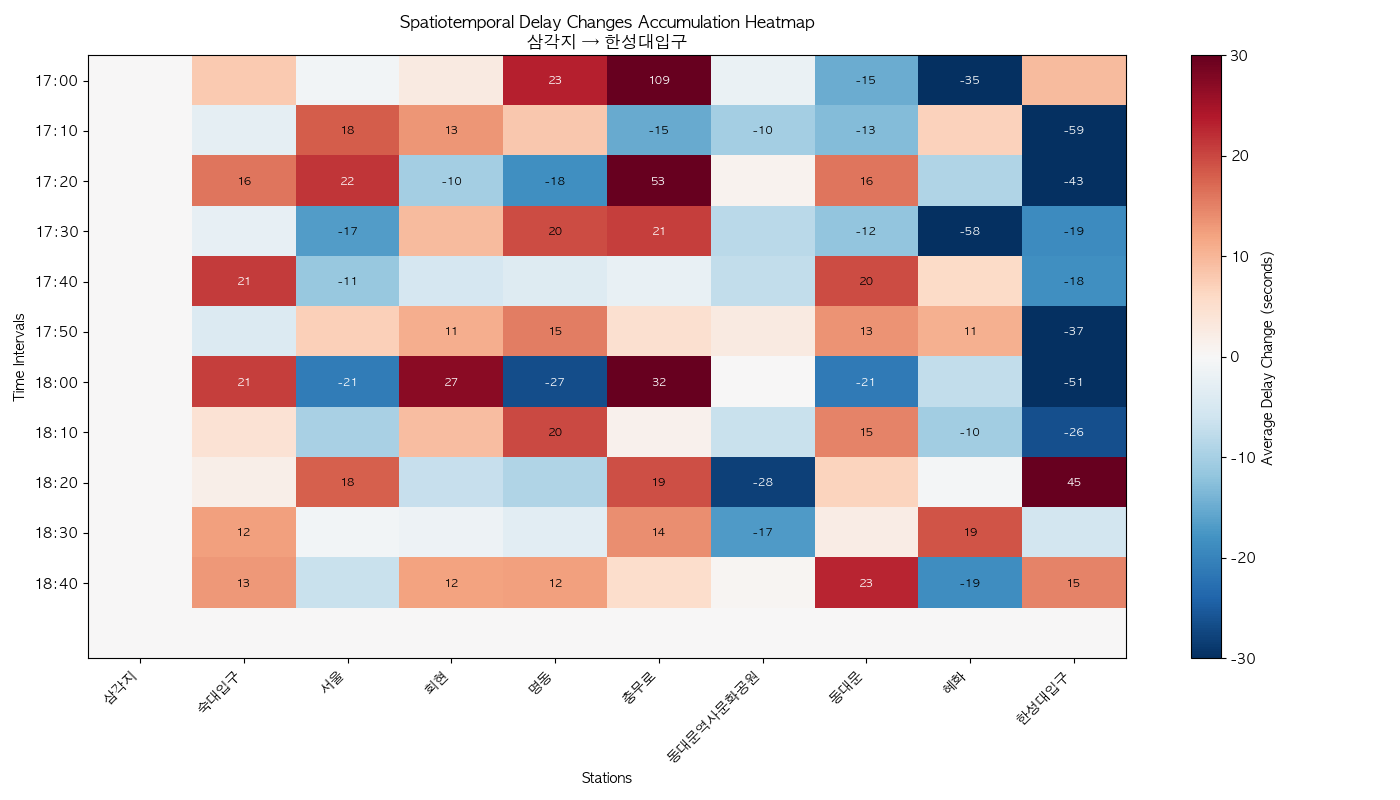 Spatiotemporal Delay Changes Accumulation Heatmap
삼각지 → 한성대입구
17:00 23 109 -15 -35
17:10 18 13 -15 -10 -13 -59
17:20 16 22 -10 -18 53 16 -43
17:30 -17 20 21 -12 -58 -19
17:40 21 -11 20 -18
17:50 11 15 13 11 -37
18:00 21 -21 27 -27 32 -21 -51
18:10 20 15 -10 -26
18:20 18 19 -28 45
18:30 12 14 -17 19
18:40 13 12 12 23 -19 15
Time Intervals
삼각지
숙대입구
서울
회현
명동
충무로
동대문역사문화공원
동대문
혜화
한성대입구
Stations
30
20
10
0
-10
-20
-30
Average Delay Change (seconds)